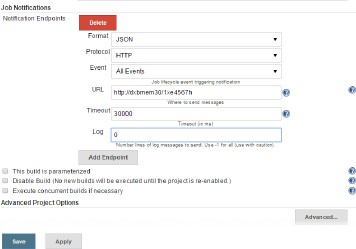 Job Notifications
Notification Endpoints
Delete
Format JSON
Protocol HTTP
Event All Events
Job lifecycle event triggering notification
URL http://dxbmem30/1xe4567h
Where to send messages
Timeout 30000
Timeout (in ms)
Log 0
Number lines of log messages to send. Use -1 for all (use with caution).
Add Endpoint
This build is parameterized
Disable Build (No new builds will be executed until the project is re-enabled.)
Execute concurrent builds if necessary
Advanced Project Options
Advanced...
Save Apply